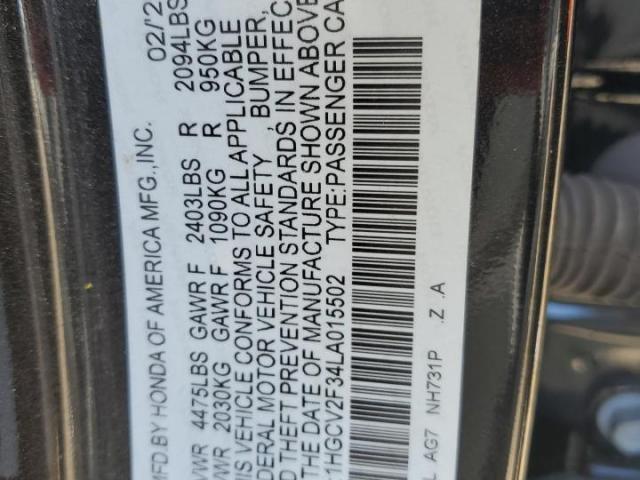 MFD BY HONDA OF AMERICA MFG.,INC. 02/'2
VWR 4475LBS GAWR F 2403LBS R 2094LBS
VWR 2030KG GAWR F 1090KG R 950KG
IS VEHICLE CONFORMS TO ALL APPLICABLE
DERAL MOTOR VEHICLE SAFETY , BUMPER,
D THEFT PREVENTION STANDARDS IN EFFEC
THE DATE OF MANUFACTURE SHOWN ABOVE
:1HGCV2F34LA015502 TYPE:PASSENGER CA
L AG7 NH731P .Z .A